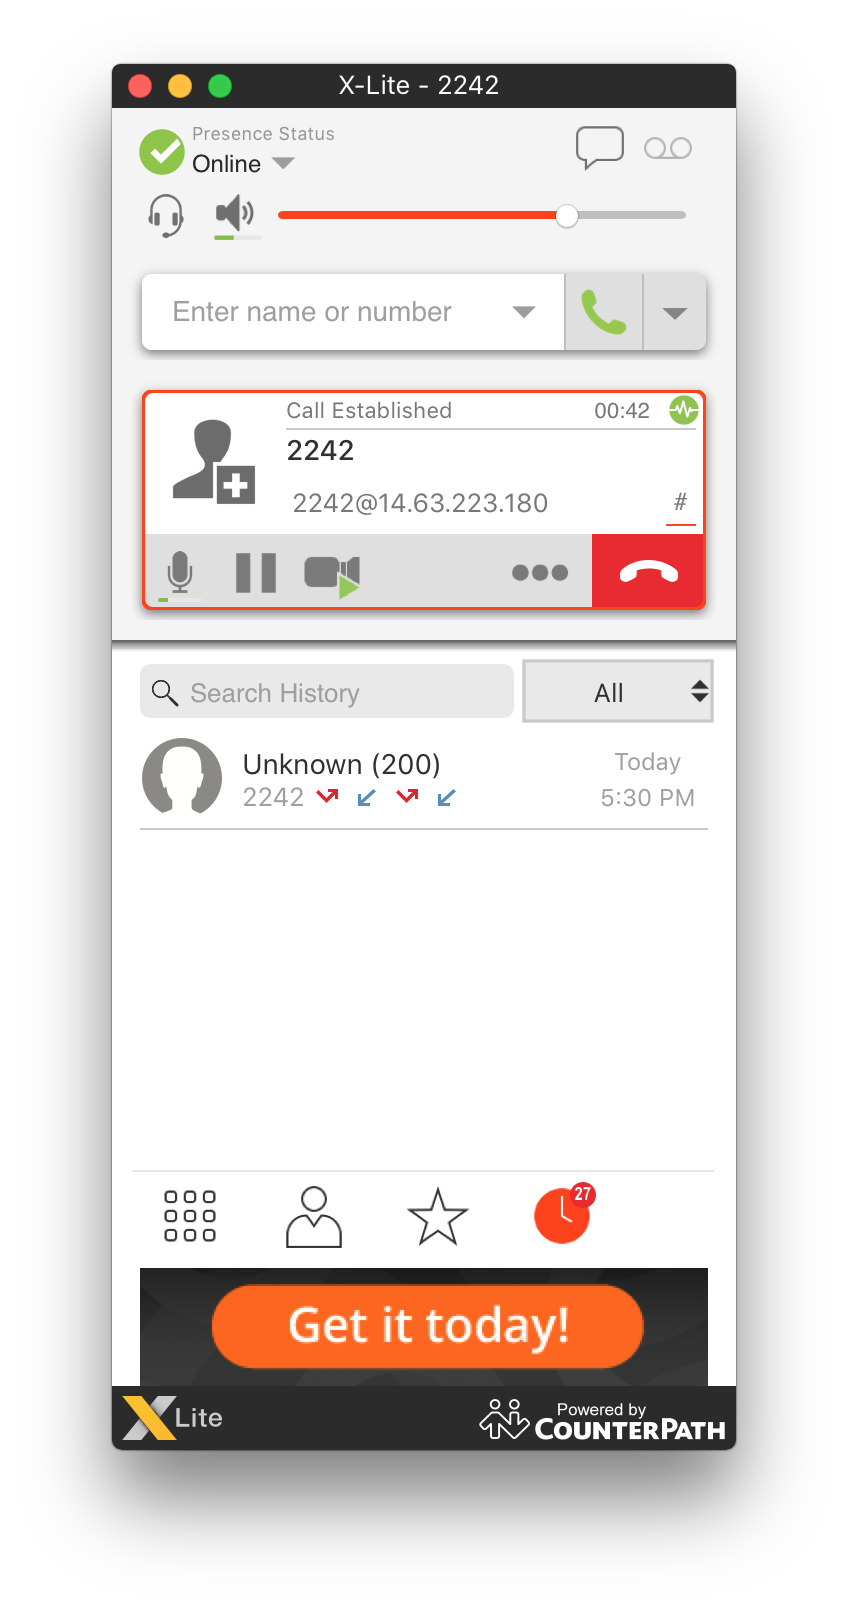 X-Lite - 2242
Presence Status
Online
Enter name or number
Call Established 00:42
2242
2242@14.63.223.180 #
Search History All
Unknown (200) Today
2242 5:30 PM
27
Get it today!
X Lite Powered by
COUNTERPATH